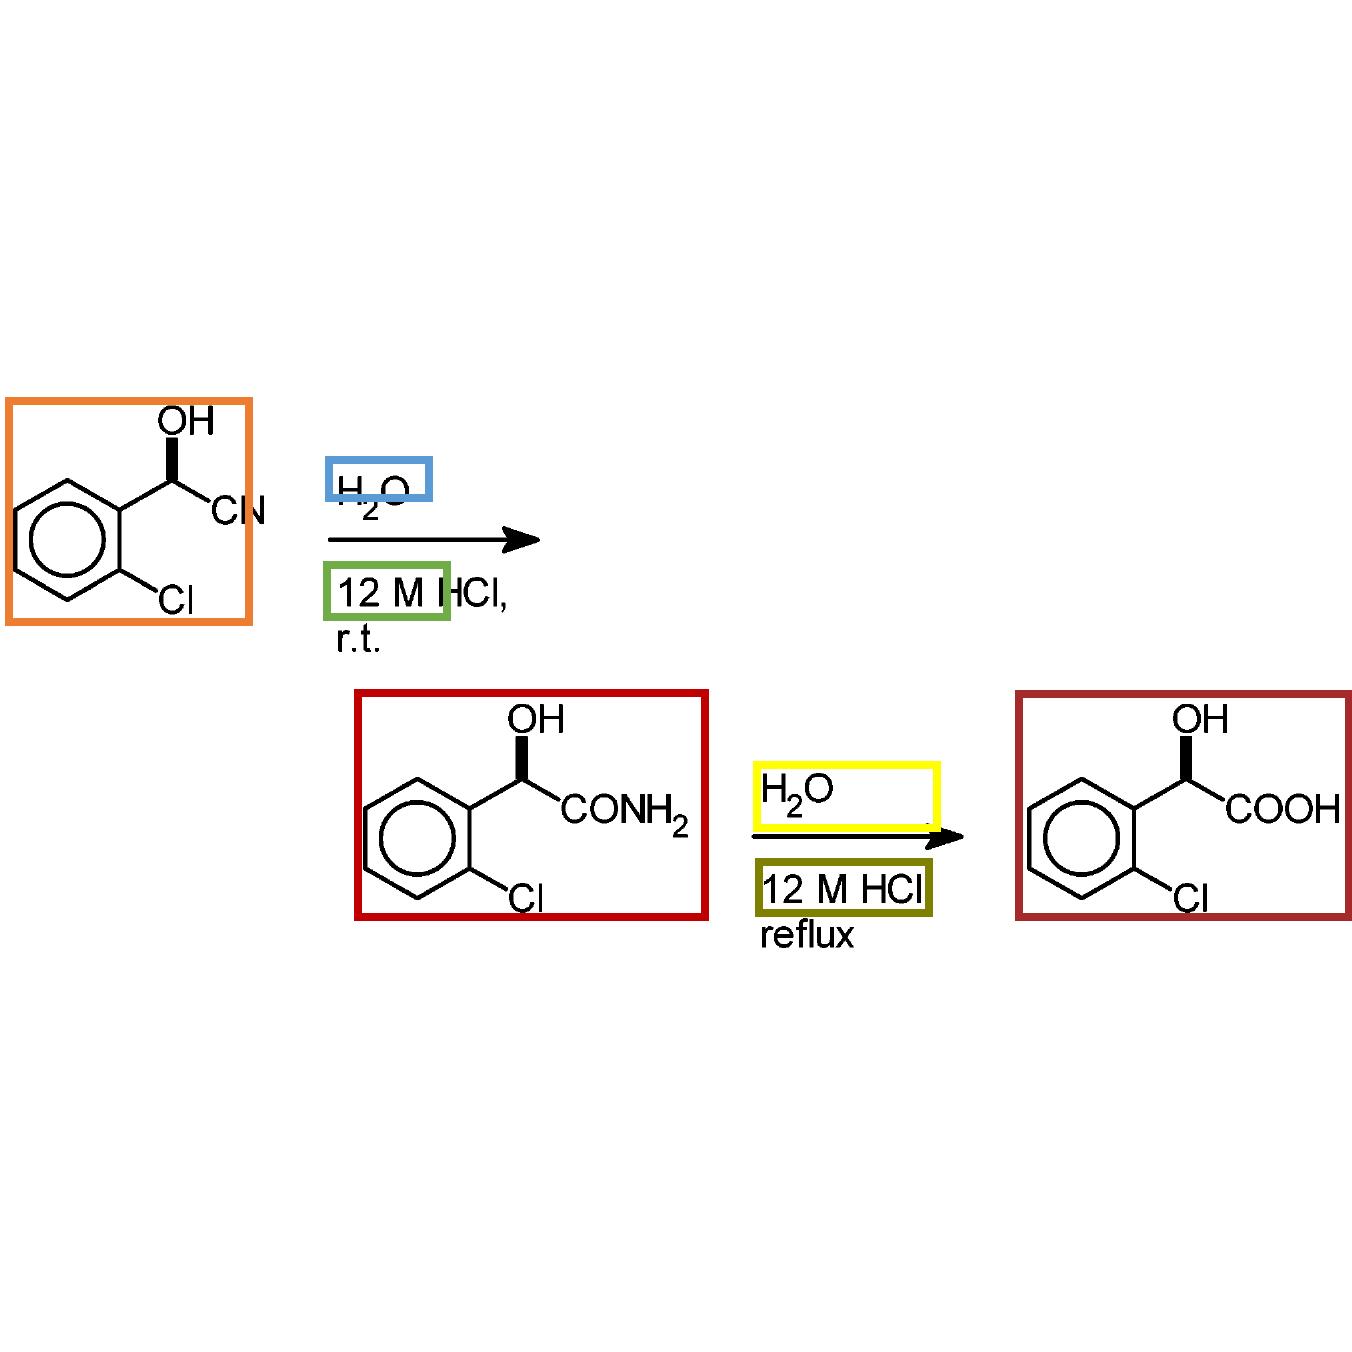 OH
CN
Cl
H2O
12 M HCl,
r.t.
OH
CONH2
Cl
H2O
12 M HCl
reflux
OH
COOH
Cl